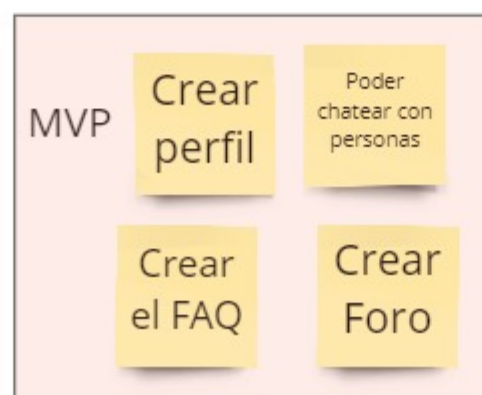 MVP
Crear
perfil
Poder
chatear con
personas
Crear
el FAQ
Crear
Foro